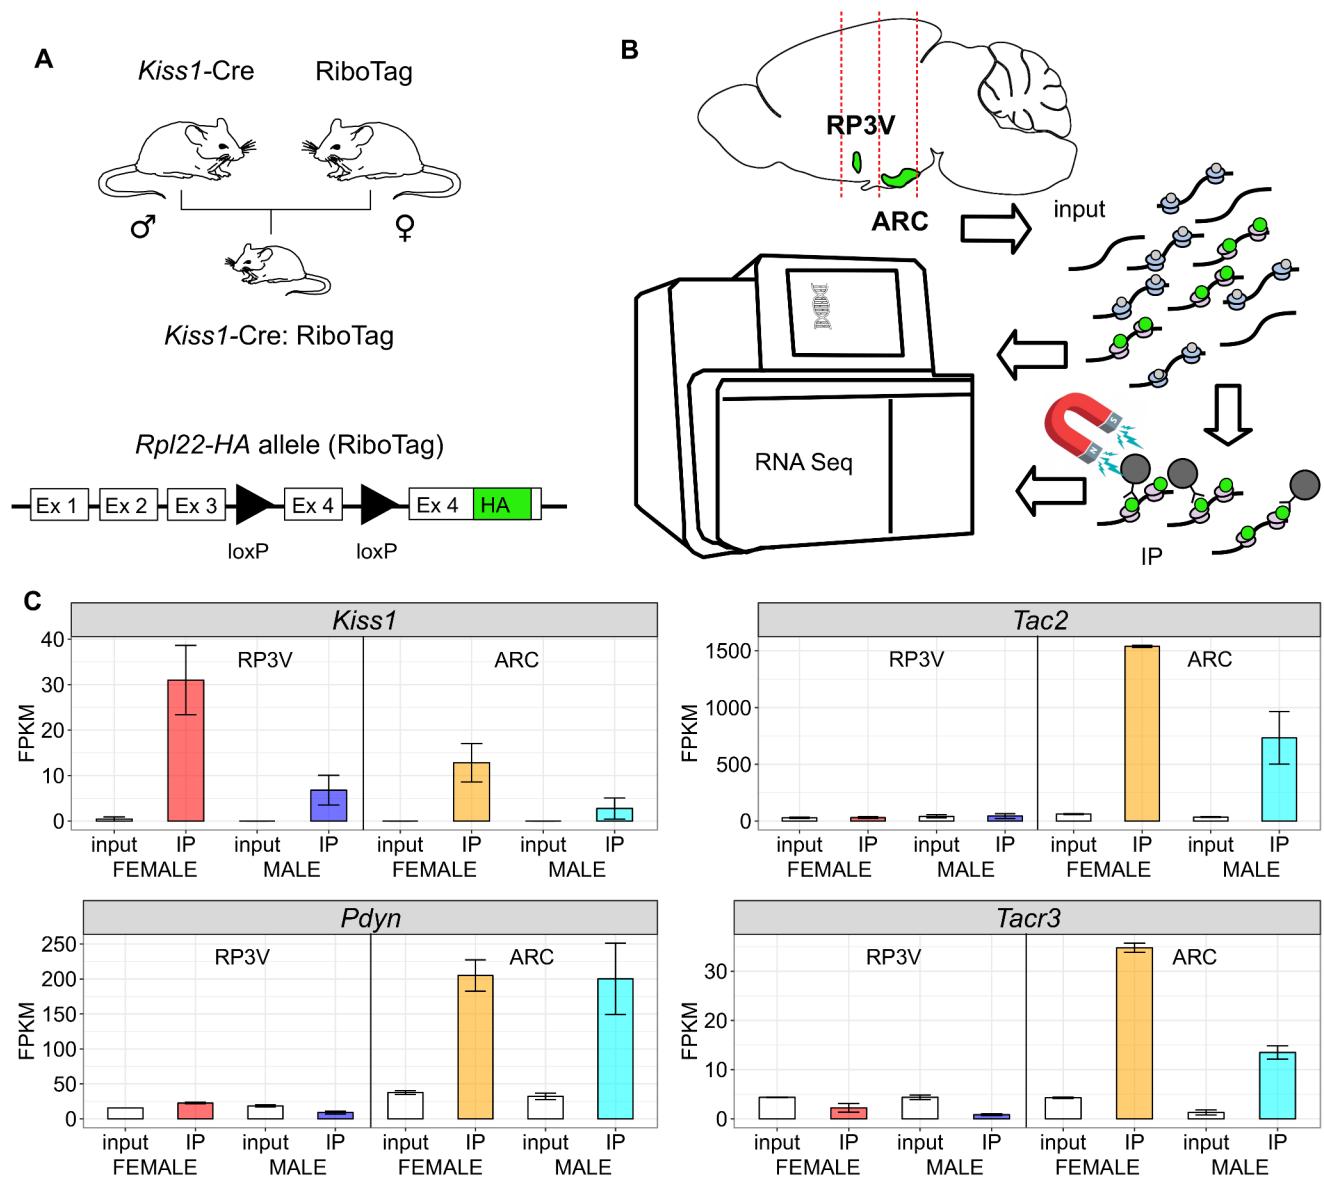 A
Kiss1-Cre RiboTag
♂ ♀
Kiss1-Cre: RiboTag
Rpl22-HA allele (RiboTag)
Ex 1 Ex 2 Ex 3 Ex 4 Ex 4 HA
loxP loxP
B
RP3V
ARC
input
RNA Seq
S
N
IP
C
Kiss1
RP3V ARC
FPKM
40
30
20
10
0
input IP input IP input IP input IP
FEMALE MALE FEMALE MALE
Tac2
RP3V ARC
FPKM
1500
1000
500
0
input IP input IP input IP input IP
FEMALE MALE FEMALE MALE
Pdyn
RP3V ARC
FPKM
250
200
150
100
50
0
input IP input IP input IP input IP
FEMALE MALE FEMALE MALE
Tacr3
RP3V ARC
FPKM
30
20
10
0
input IP input IP input IP input IP
FEMALE MALE FEMALE MALE